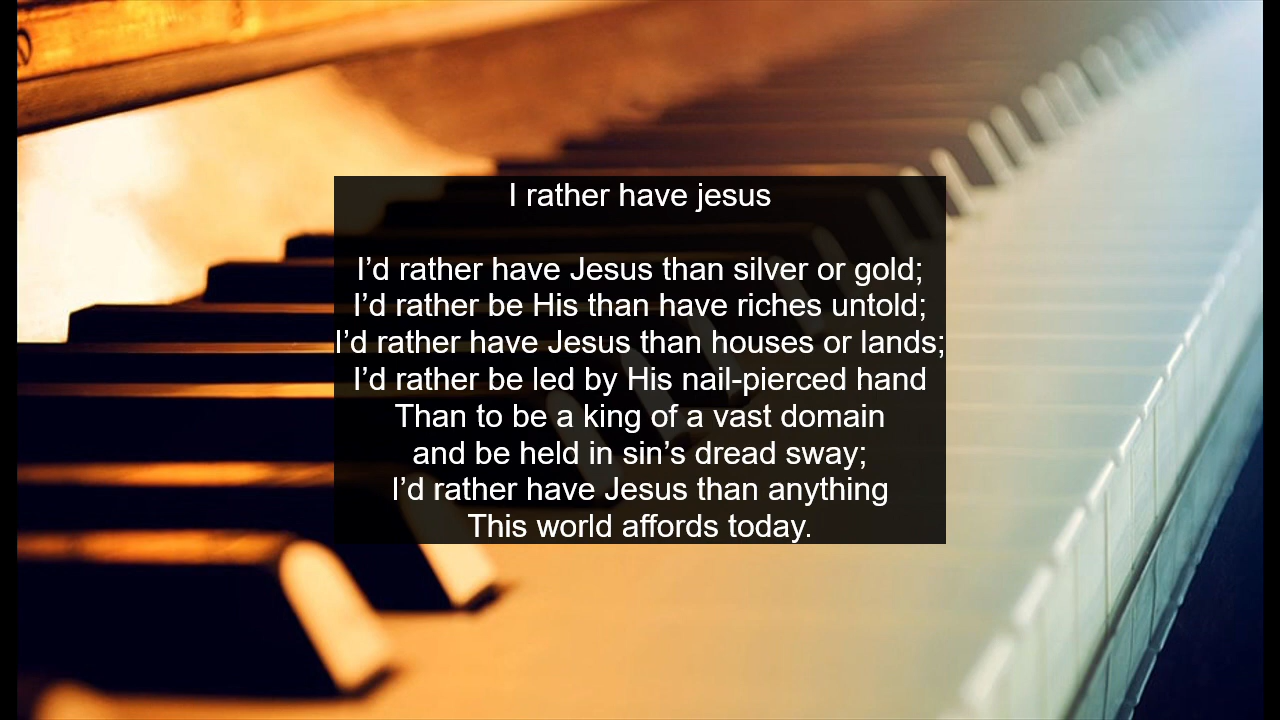 I rather have jesus
I’d rather have Jesus than silver or gold;
I’d rather be His than have riches untold;
I’d rather have Jesus than houses or lands;
I’d rather be led by His nail-pierced hand
Than to be a king of a vast domain
and be held in sin’s dread sway;
I’d rather have Jesus than anything
This world affords today.